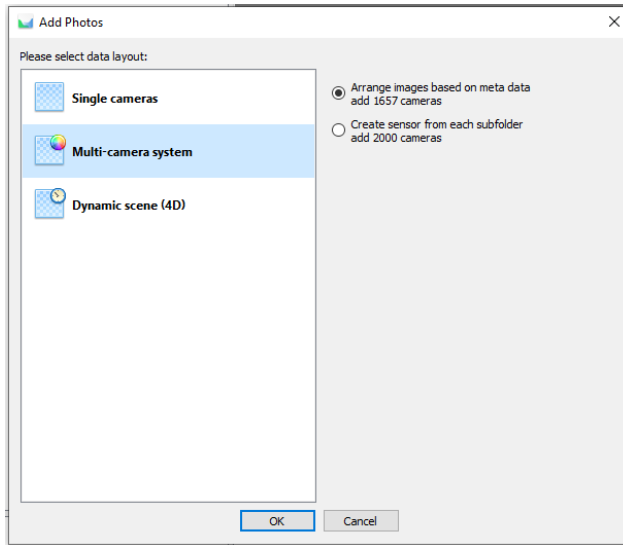 Add Photos
Please select data layout:
Single cameras
Multi-camera system
Dynamic scene (4D)
Arrange images based on meta data
add 1657 cameras
Create sensor from each subfolder
add 2000 cameras
OK
Cancel